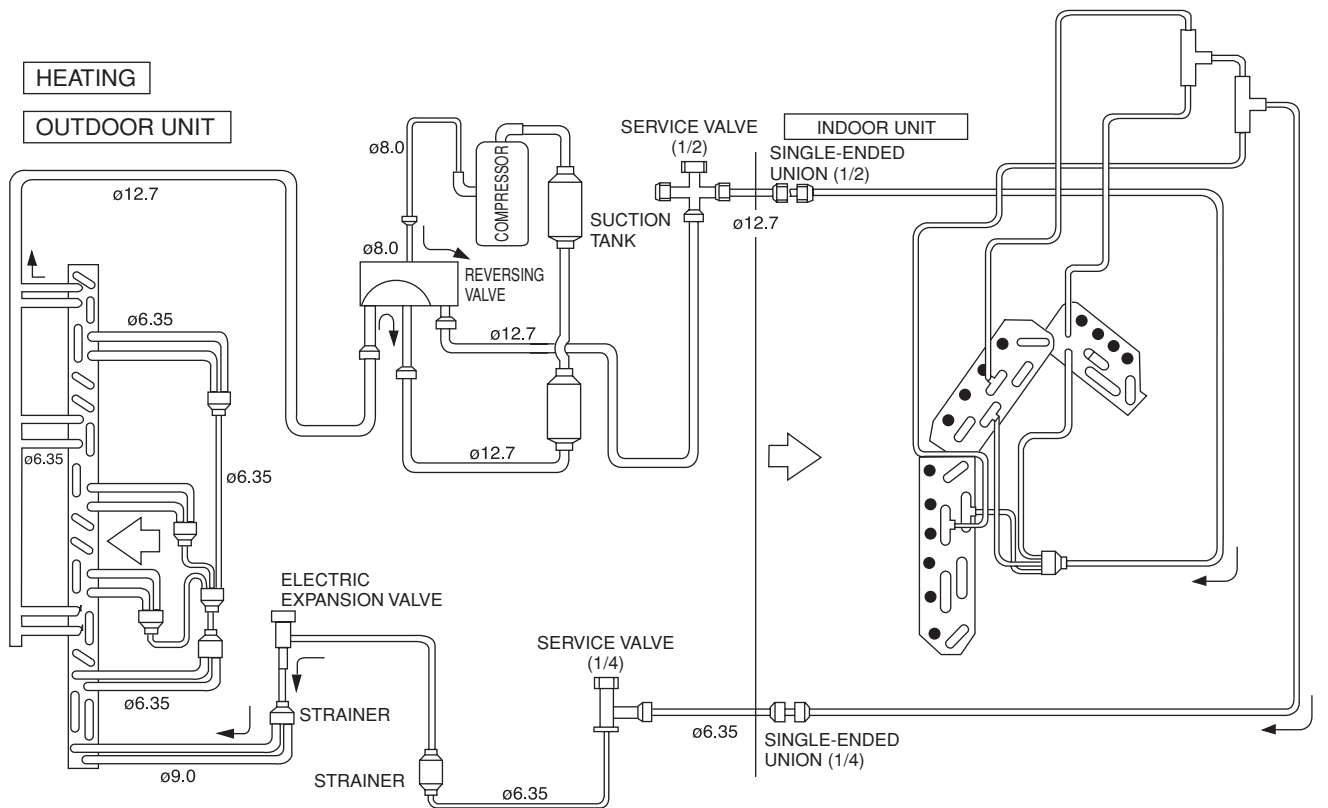 HEATING
OUTDOOR UNIT
ø12.7
ø8.0
COMPRESSOR
SUCTION
TANK
ø8.0
REVERSING
VALVE
SERVICE VALVE
(1/2)
INDOOR UNIT
SINGLE-ENDED
UNION (1/2)
ø12.7
ø6.35
ø12.7
ø12.7
ø6.35
ø6.35
ELECTRIC
EXPANSION VALVE
SERVICE VALVE
(1/4)
ø6.35
STRAINER
ø9.0
STRAINER
ø6.35
ø6.35
SINGLE-ENDED
UNION (1/4)